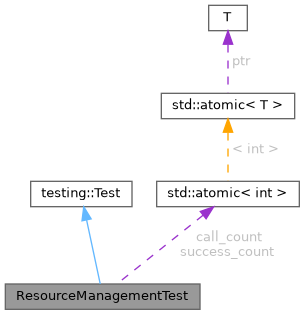 T
ptr
std::atomic< T >
< int >
testing::Test
std::atomic< int >
call_count
success_count
ResourceManagementTest